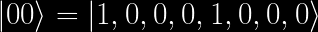 |00⟩ = |1, 0, 0, 0, 1, 0, 0, 0⟩